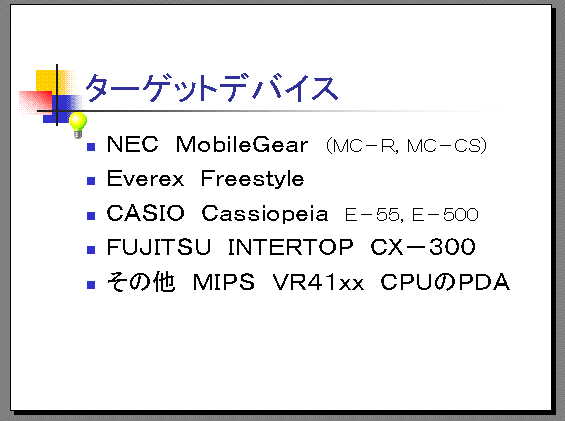 ターゲットデバイス
NEC MobileGear (MC-R, MC-CS)
Everex Freestyle
CASIO Cassiopeia E-55, E-500
FUJITSU INTERTOP CX-300
その他 MIPS VR41xx CPUのPDA